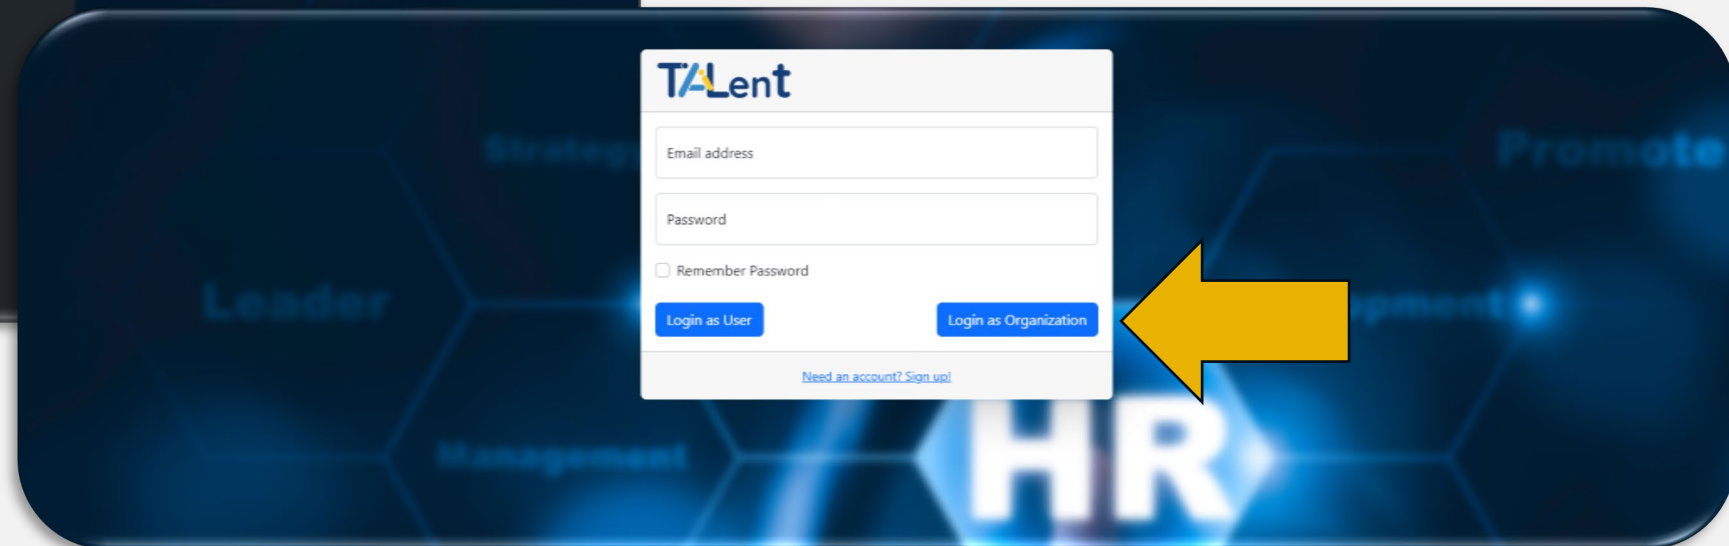 TALent
Strategy
Email address
Promote
Password
Remember Password
Leader
Login as User
Login as Organization
Need an account? Sign up!
Management
HR